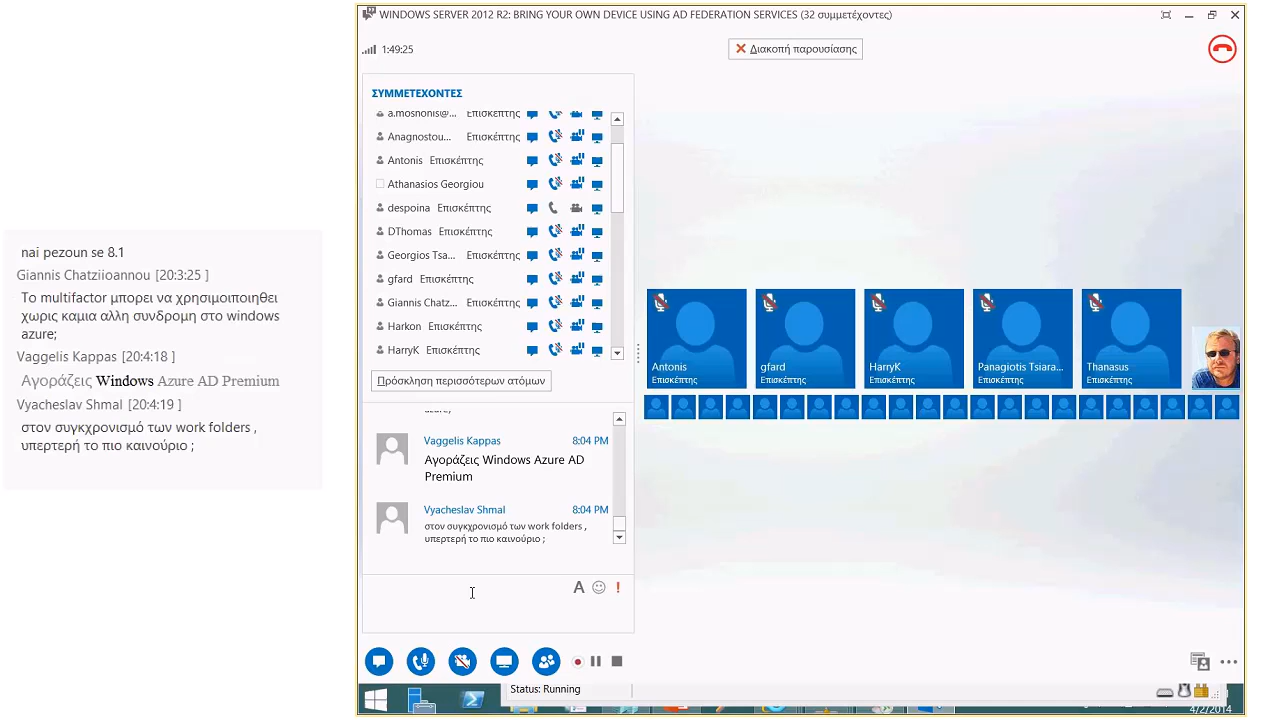 nai pezoun se 8.1
Giannis Chatziioannou [20:3:25 ]
Το multifactor μπορει να χρησιμοποιηθει
χωρις καμια αλλη συνδρομη στο windows
azure;
Vaggelis Kappas [20:4:18 ]
Αγοράζεις Windows Azure AD Premium
Vyacheslav Shmal [20:4:19 ]
στον συγκχρονισμό των work folders ,
υπερτερή το πιο καινούριο ;
WINDOWS SERVER 2012 R2: BRING YOUR OWN DEVICE USING AD FEDERATION SERVICES (32 συμμετέχοντες)
1:49:25
Διακοπή παρουσίασης
ΣΥΜΜΕΤΕΧΟΝΤΕΣ
a.mosnonis@... Επισκέπτης
Anagnostou... Επισκέπτης
Antonis Επισκέπτης
Athanasios Georgiou
despoina Επισκέπτης
DThomas Επισκέπτης
Georgios Tsa... Επισκέπτης
gfard Επισκέπτης
Giannis Chatz... Επισκέπτης
Harkon Επισκέπτης
HarryK Επισκέπτης
Πρόσκληση περισσότερων ατόμων
Vaggelis Kappas 8:04 PM
Αγοράζεις Windows Azure AD
Premium
Vyacheslav Shmal 8:04 PM
στον συγκχρονισμό των work folders ,
υπερτερή το πιο καινούριο ;
A
Antonis
Επισκέπτης
gfard
Επισκέπτης
HarryK
Επισκέπτης
Panagiotis Tsiara...
Επισκέπτης
Thanasus
Επισκέπτης
Status: Running
4/2/2014